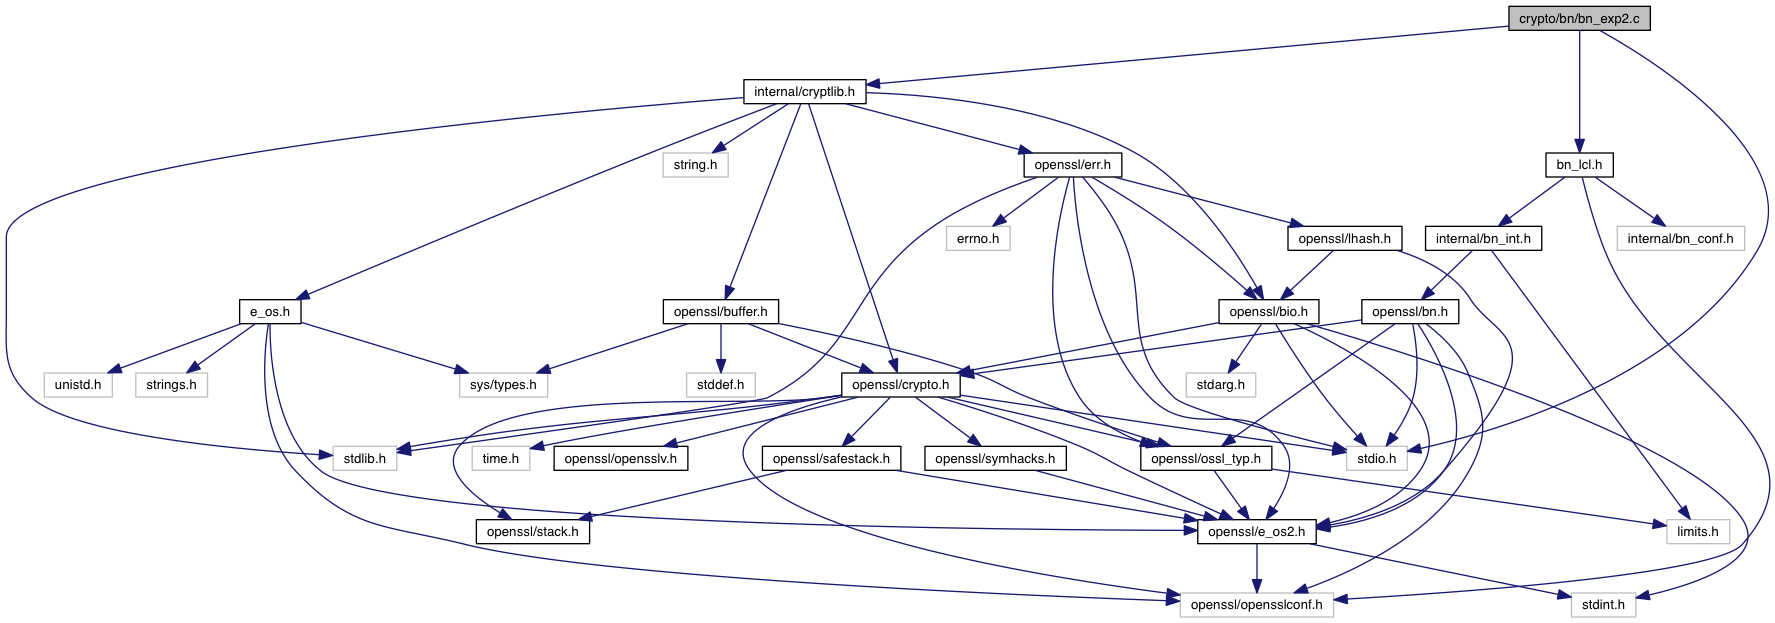 crypto/bn/bn_exp2.c
internal/cryptlib.h
string.h
openssl/err.h
bn_lcl.h
errno.h
openssl/lhash.h
internal/bn_int.h
internal/bn_conf.h
e_os.h
openssl/buffer.h
openssl/bio.h
openssl/bn.h
unistd.h
strings.h
sys/types.h
stddef.h
openssl/crypto.h
stdarg.h
stdlib.h
time.h
openssl/opensslv.h
openssl/safestack.h
openssl/symhacks.h
openssl/ossl_typ.h
stdio.h
openssl/stack.h
openssl/e_os2.h
limits.h
openssl/opensslconf.h
stdint.h